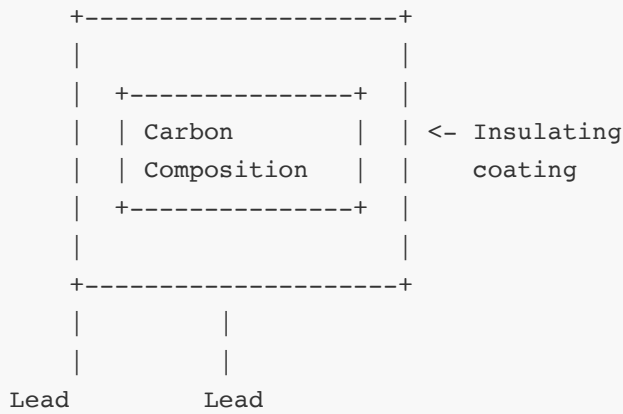 Carbon <- Insulating
Composition coating
Lead Lead